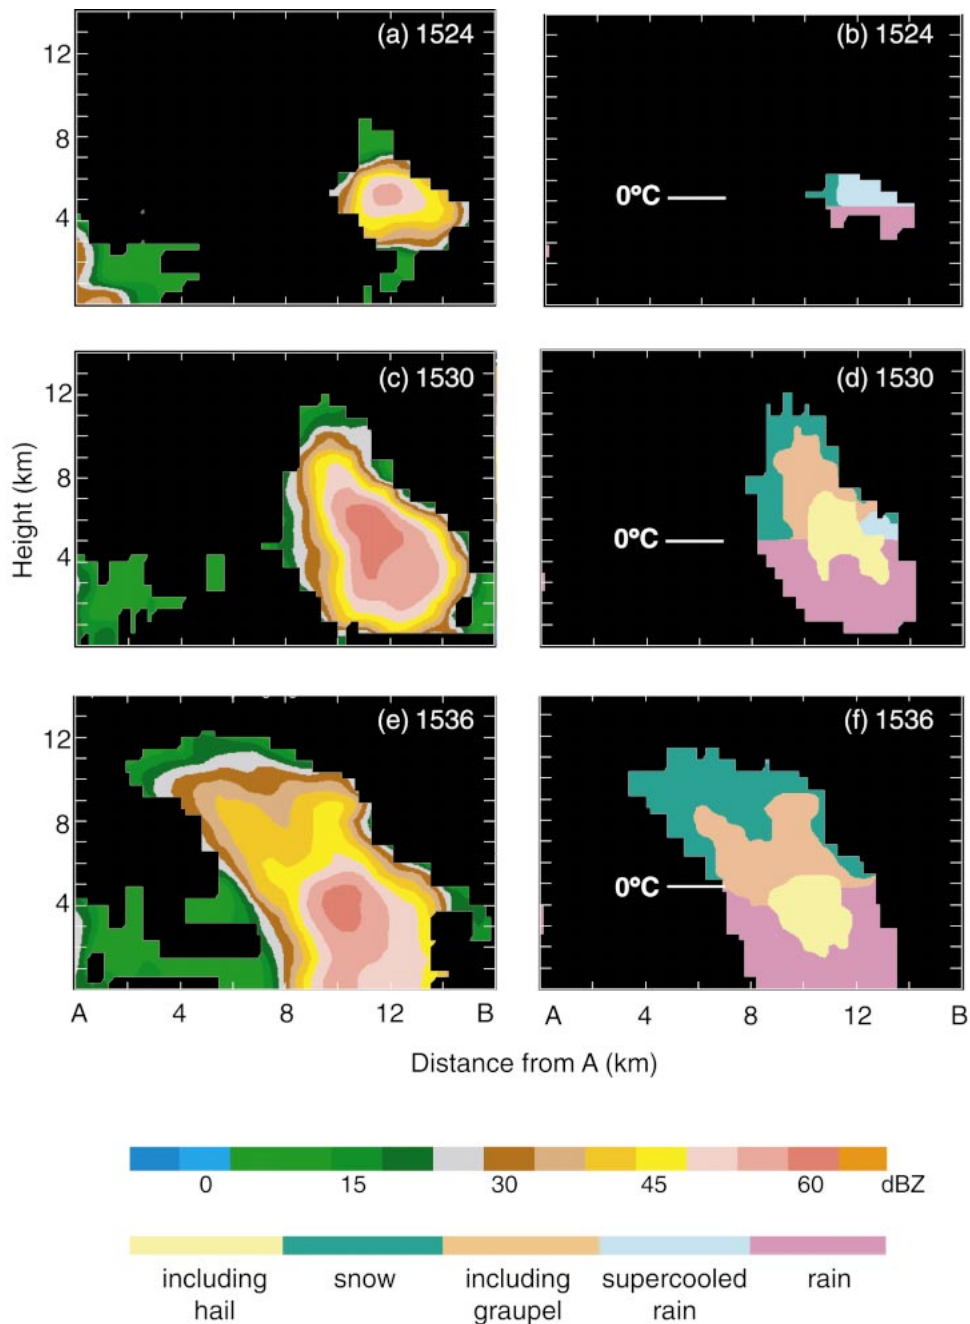 (a) 1524
(b) 1524
12
8
4
0°C
(c) 1530
(d) 1530
12
8
4
0°C
Height (km)
(e) 1536
(f) 1536
12
8
4
0°C
A 4 8 12 B
A 4 8 12 B
Distance from A (km)
0 15 30 45 60 dBZ
including hail
snow
including graupel
supercooled rain
rain